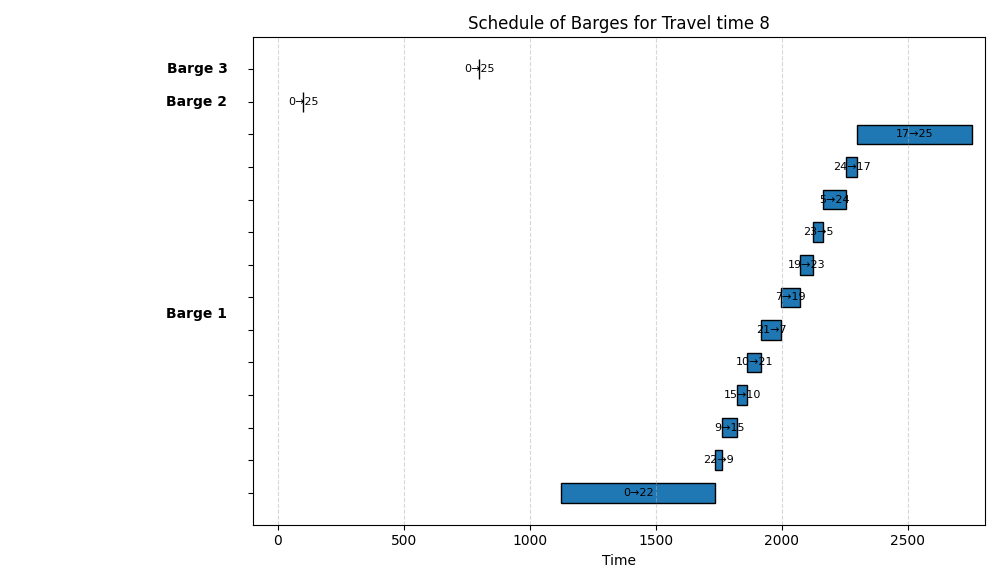 Schedule of Barges for Travel time 8
Barge 3
0→25
Barge 2
0→25
17→25
24→17
5→24
23→5
19→23
7→19
Barge 1
21→7
10→21
15→10
9→15
22→9
0→22
0 500 1000 1500 2000 2500
Time